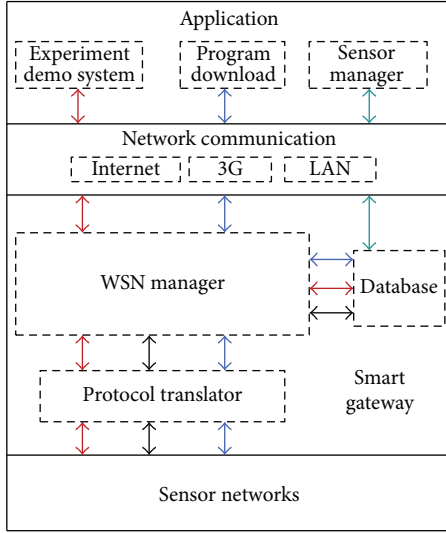 Application
Experiment
demo system
Program
download
Sensor
manager
Network communication
Internet
3G
LAN
WSN manager
Database
Protocol translator
Smart
gateway
Sensor networks